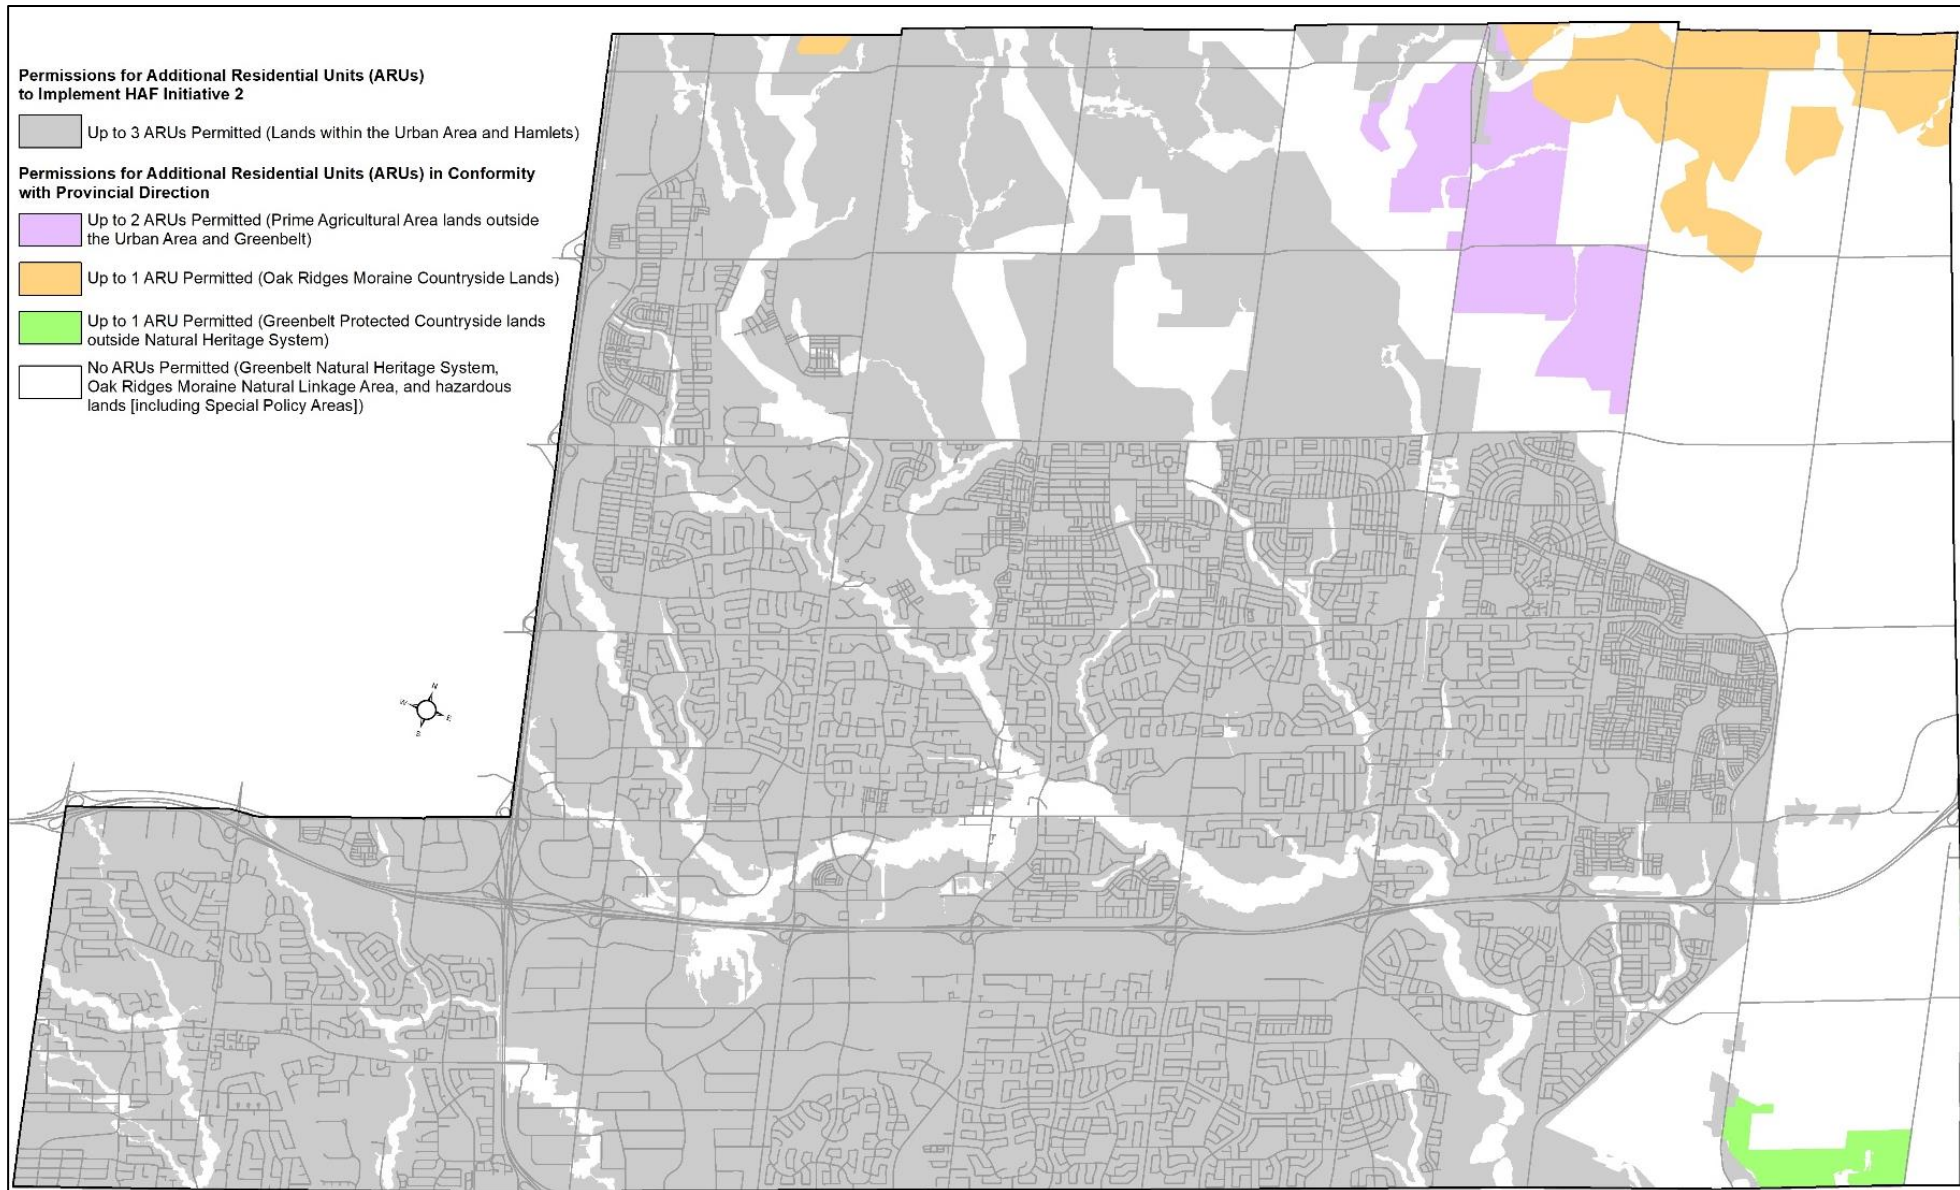 Permissions for Additional Residential Units (ARUs)
to Implement HAF Initiative 2
Up to 3 ARUs Permitted (Lands within the Urban Area and Hamlets)
Permissions for Additional Residential Units (ARUs) in Conformity
with Provincial Direction
Up to 2 ARUs Permitted (Prime Agricultural Area lands outside
the Urban Area and Greenbelt)
Up to 1 ARU Permitted (Oak Ridges Moraine Countryside Lands)
Up to 1 ARU Permitted (Greenbelt Protected Countryside lands
outside Natural Heritage System)
No ARUs Permitted (Greenbelt Natural Heritage System,
Oak Ridges Moraine Natural Linkage Area, and hazardous
lands [including Special Policy Areas])
N
W
E
S